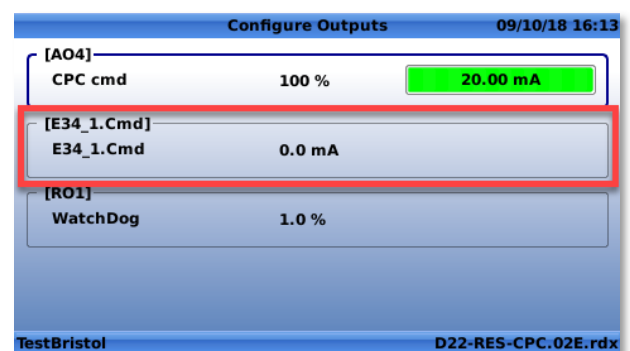 Configure Outputs 09/10/18 16:13
[AO4]
CPC cmd 100 % 20.00 mA
[E34_1.Cmd]
E34_1.Cmd 0.0 mA
[RO1]
WatchDog 1.0 %
TestBristol D22-RES-CPC.02E.rdx